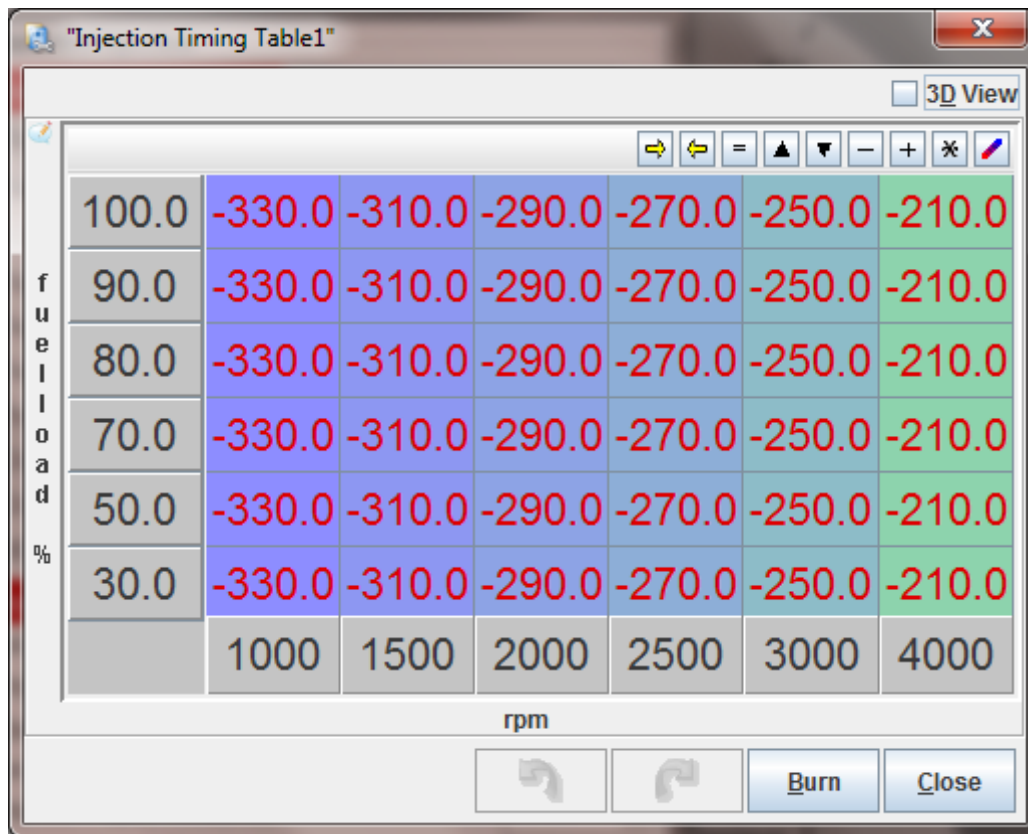 "Injection Timing Table1"
x
3D View
= − + *
fuelload %
100.0 -330.0 -310.0 -290.0 -270.0 -250.0 -210.0
90.0 -330.0 -310.0 -290.0 -270.0 -250.0 -210.0
80.0 -330.0 -310.0 -290.0 -270.0 -250.0 -210.0
70.0 -330.0 -310.0 -290.0 -270.0 -250.0 -210.0
50.0 -330.0 -310.0 -290.0 -270.0 -250.0 -210.0
30.0 -330.0 -310.0 -290.0 -270.0 -250.0 -210.0
1000 1500 2000 2500 3000 4000
rpm
Burn Close